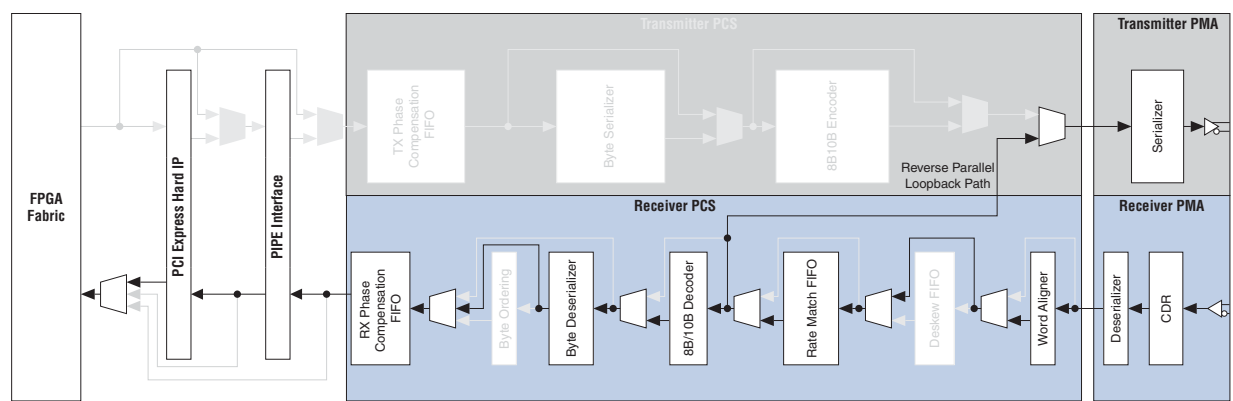 Transmitter PCS
Transmitter PMA
FPGA
Fabric
PCI Express Hard IP
PIPE Interface
TX Phase
Compensation
FIFO
Byte Serializer
8B10B Encoder
Serializer
Reverse Parallel
Loopback Path
Receiver PCS
Receiver PMA
RX Phase
Compensation
FIFO
Byte Ordering
Byte Deserializer
8B/10B Decoder
Rate Match FIFO
Deskew FIFO
Word Aligner
Deserializer
CDR